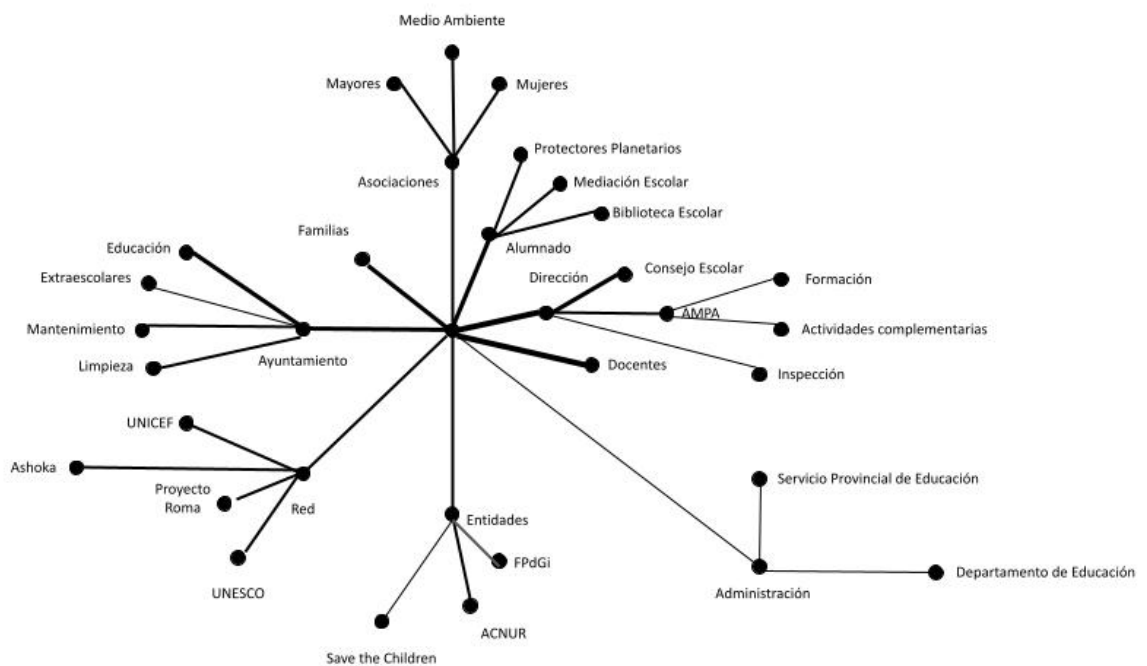 Medio Ambiente
Mayores
Mujeres
Protectores Planetarios
Asociaciones
Mediación Escolar
Biblioteca Escolar
Familias
Alumnado
Educación
Extraescolares
Dirección
Consejo Escolar
Formación
AMPA
Mantenimiento
Actividades complementarias
Limpieza
Ayuntamiento
Docentes
Inspección
UNICEF
Ashoka
Proyecto
Roma
Red
Servicio Provincial de Educación
Entidades
FPdGi
UNESCO
Departamento de Educación
Administración
ACNUR
Save the Children